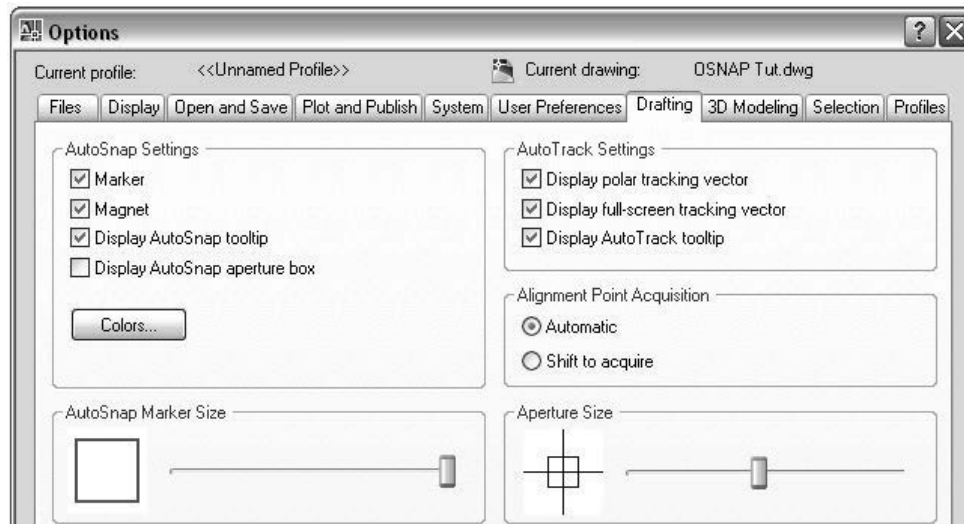 Options
Current profile: <<Unnamed Profile>> Current drawing: OSNAP Tut.dwg
Files Display Open and Save Plot and Publish System User Preferences Drafting 3D Modeling Selection Profiles
AutoSnap Settings
Marker
Magnet
Display AutoSnap tooltip
Display AutoSnap aperture box
Colors...
AutoTrack Settings
Display polar tracking vector
Display full-screen tracking vector
Display AutoTrack tooltip
Alignment Point Acquisition
Automatic
Shift to acquire
AutoSnap Marker Size
Aperture Size